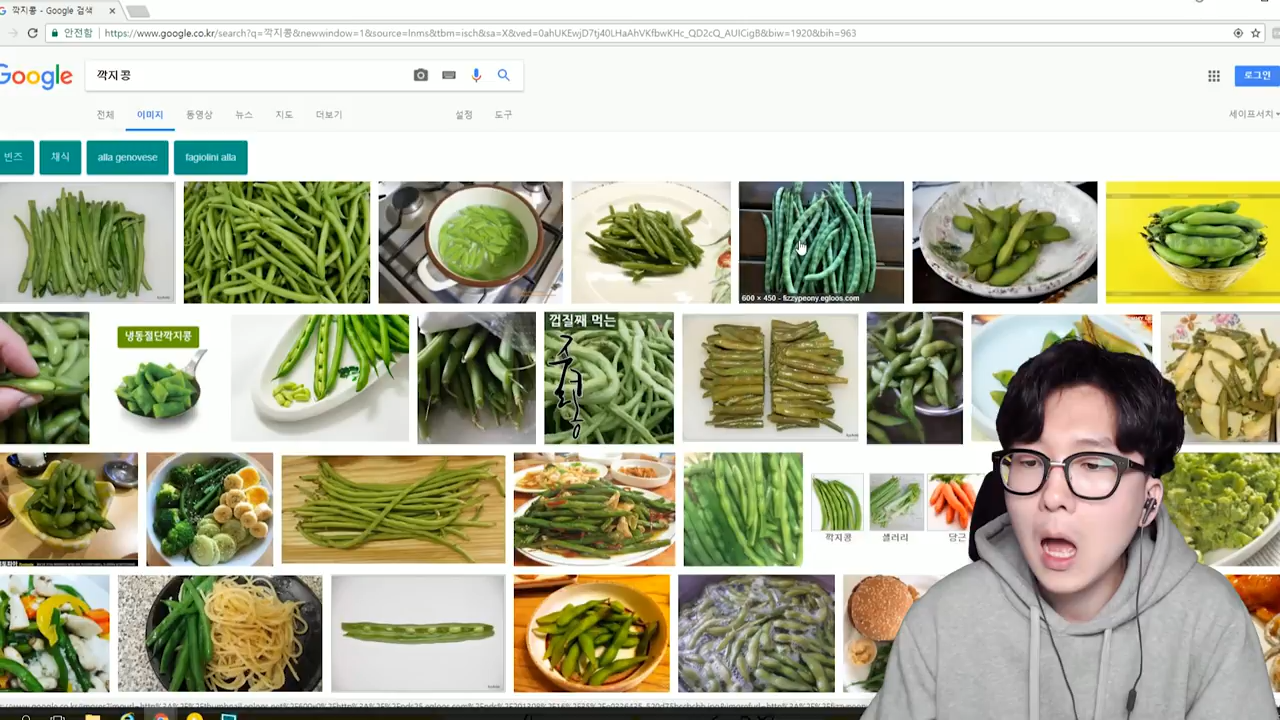 깍지콩 - Google 검색
안전함 https://www.google.co.kr/search?q=깍지콩&newwindow=1&source=lnms&tbm=isch&sa=X&ved=0ahUKEwjD7tj40LHaAhVKfbwKHc_QD2cQ_AUICigB&biw=1920&bih=963
Google
깍지콩
로그인
전체 이미지 동영상 뉴스 지도 더보기 설정 도구
세이프서치
빈즈 채식 alla genovese fagiolini alla
600 × 450 - fizzypeony.egloos.com
냉동절단깍지콩
껍질째 먹는
깍지콩 샐러리 당근